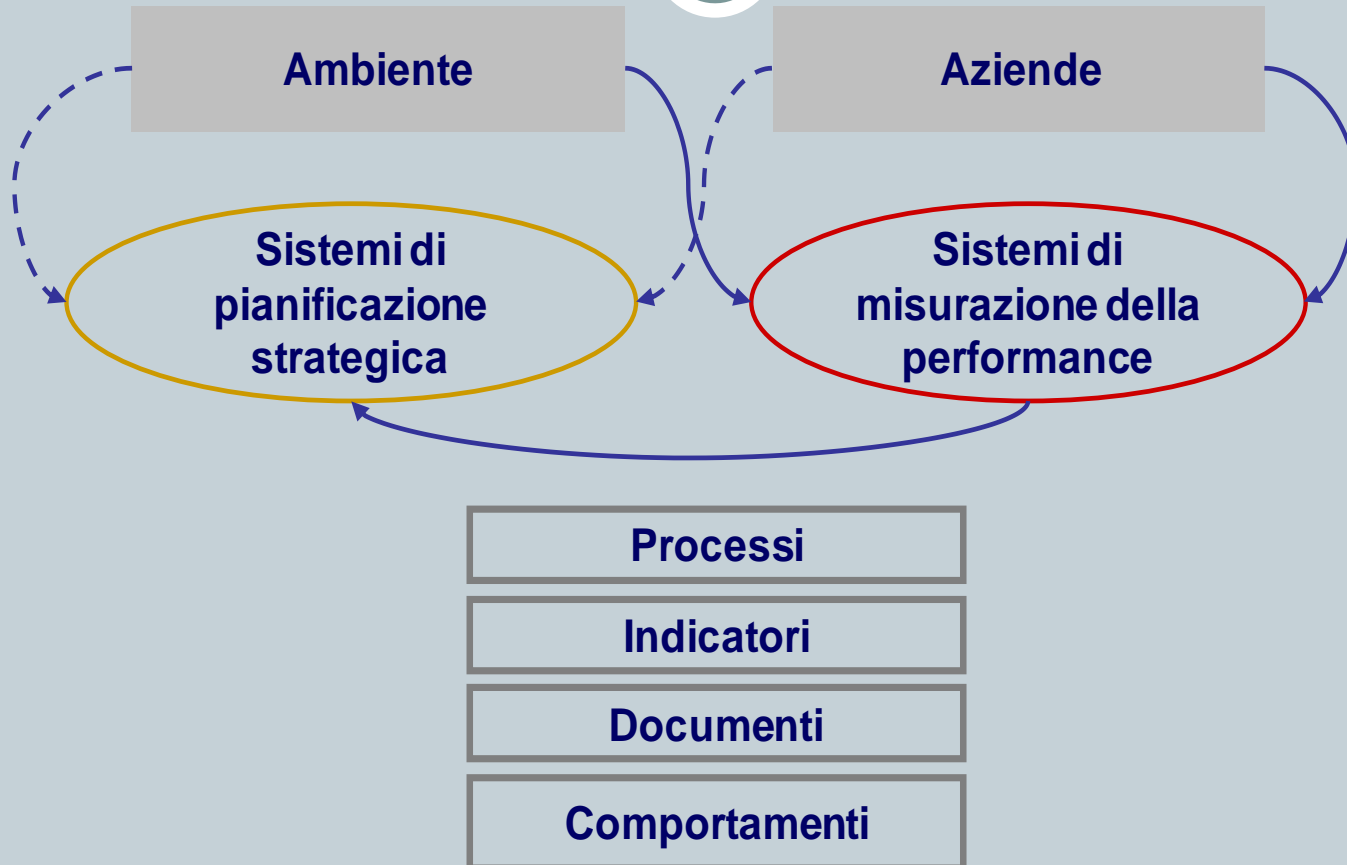 Ambiente
Aziende
Sistemi di
pianificazione
strategica
Sistemi di
misurazione della
performance
Processi
Indicatori
Documenti
Comportamenti